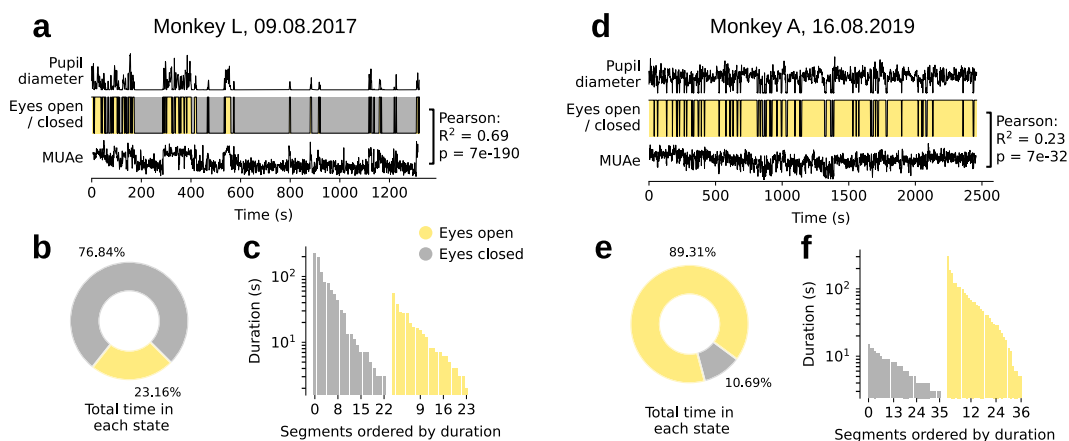 a
Monkey L, 09.08.2017
Pupil
diameter
Eyes open
/ closed
MUAe
Pearson:
R² = 0.69
p = 7e-190
0 200 400 600 800 1000 1200
Time (s)
d
Monkey A, 16.08.2019
Pupil
diameter
Eyes open
/ closed
MUAe
Pearson:
R² = 0.23
p = 7e-32
0 500 1000 1500 2000 2500
Time (s)
b
76.84%
23.16%
Total time in
each state
c
Eyes open
Eyes closed
Duration (s)
10²
10¹
0 8 15 22 9 16 23
Segments ordered by duration
e
89.31%
10.69%
Total time in
each state
f
Duration (s)
10²
10¹
0 13 24 35 12 24 36
Segments ordered by duration